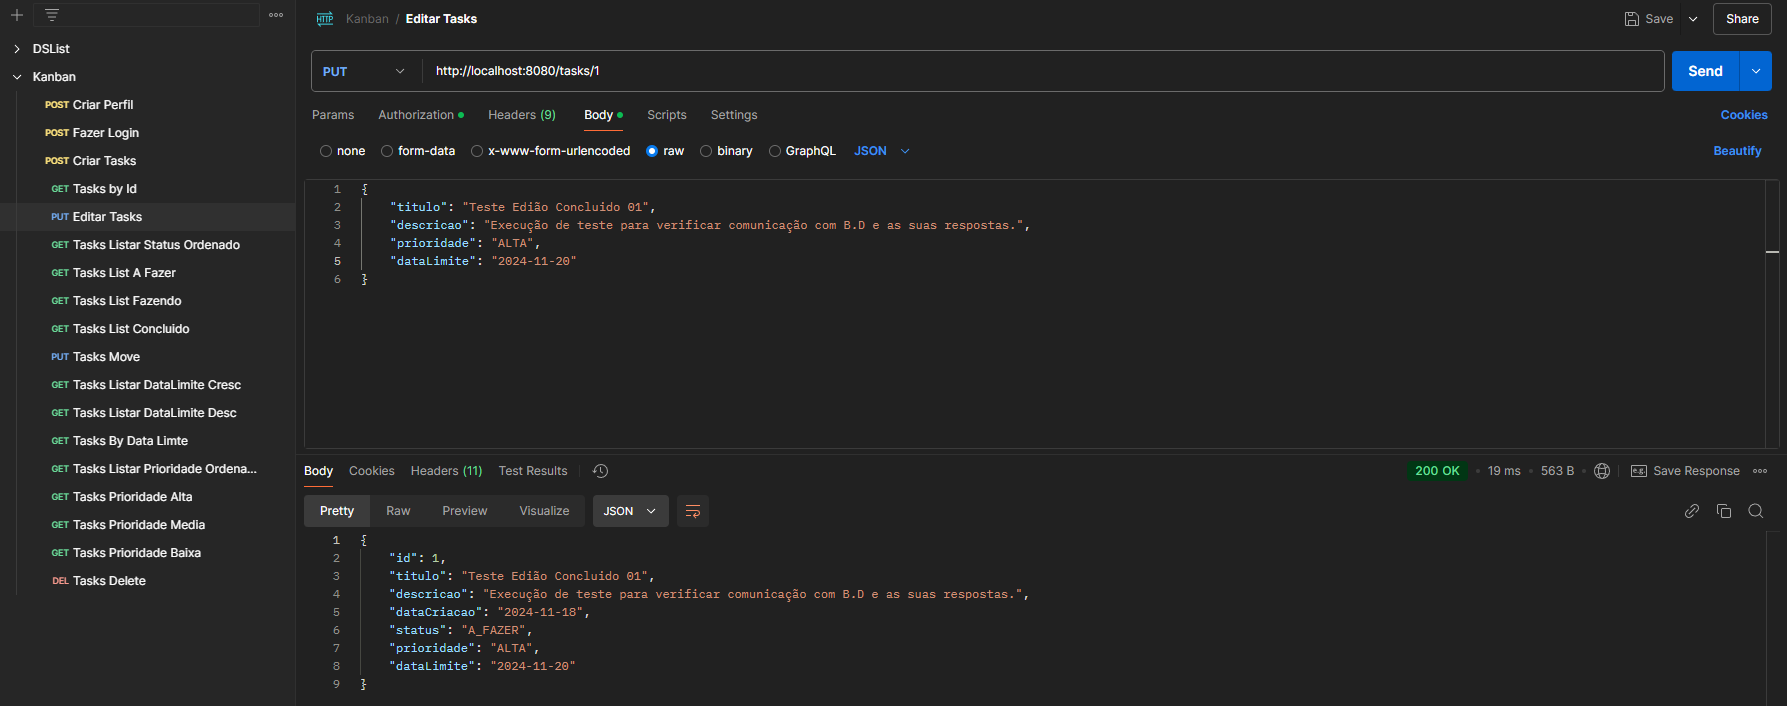 DSList
Kanban
POST Criar Perfil
POST Fazer Login
POST Criar Tasks
GET Tasks by Id
PUT Editar Tasks
GET Tasks Listar Status Ordenado
GET Tasks List A Fazer
GET Tasks List Fazendo
GET Tasks List Concluido
PUT Tasks Move
GET Tasks Listar DataLimite Cresc
GET Tasks Listar DataLimite Desc
GET Tasks By Data Limte
GET Tasks Listar Prioridade Ordena...
GET Tasks Prioridade Alta
GET Tasks Prioridade Media
GET Tasks Prioridade Baixa
DEL Tasks Delete
HTTP Kanban / Editar Tasks Save Share
PUT http://localhost:8080/tasks/1 Send
Params Authorization Headers (9) Body Scripts Settings Cookies
none form-data x-www-form-urlencoded raw binary GraphQL JSON Beautify
1 {
2 "titulo": "Teste Edião Concluido 01",
3 "descricao": "Execução de teste para verificar comunicação com B.D e as suas respostas.",
4 "prioridade": "ALTA",
5 "dataLimite": "2024-11-20"
6 }
Body Cookies Headers (11) Test Results 200 OK 19 ms 563 B e.g. Save Response
Pretty Raw Preview Visualize JSON
1 {
2 "id": 1,
3 "titulo": "Teste Edião Concluido 01",
4 "descricao": "Execução de teste para verificar comunicação com B.D e as suas respostas.",
5 "dataCriacao": "2024-11-18",
6 "status": "A_FAZER",
7 "prioridade": "ALTA",
8 "dataLimite": "2024-11-20"
9 }